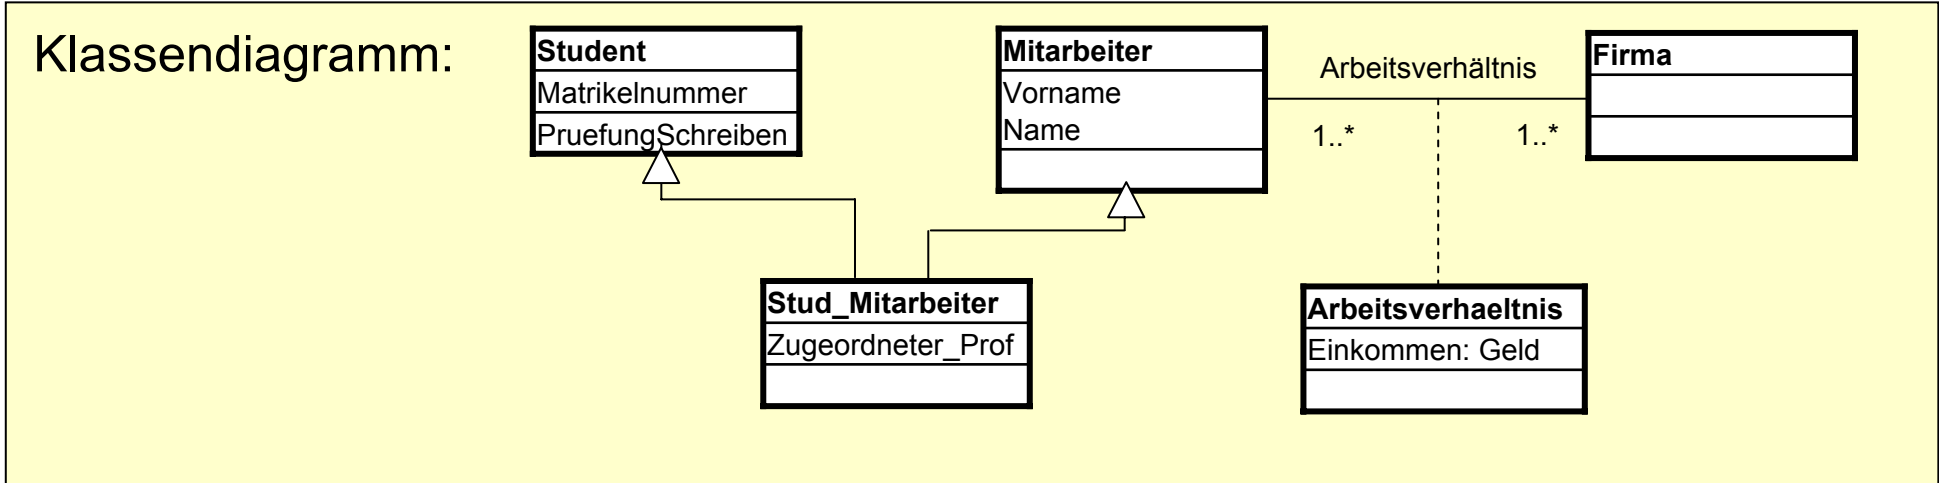 Klassendiagramm:
Student
Matrikelnummer
PruefungSchreiben
Mitarbeiter
Vorname
Name
Arbeitsverhältnis
1..*
1..*
Firma
Stud_Mitarbeiter
Zugeordneter_Prof
Arbeitsverhaeltnis
Einkommen: Geld